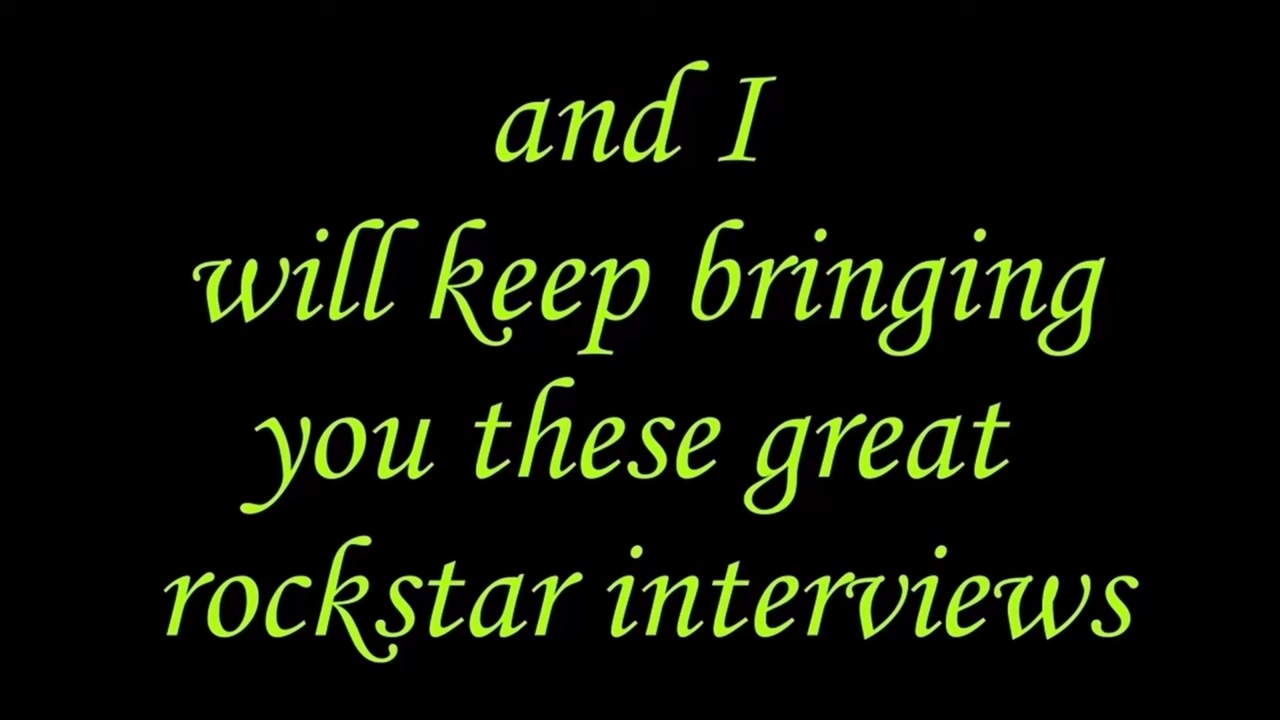 and I
will keep bringing
you these great
rockstar interviews